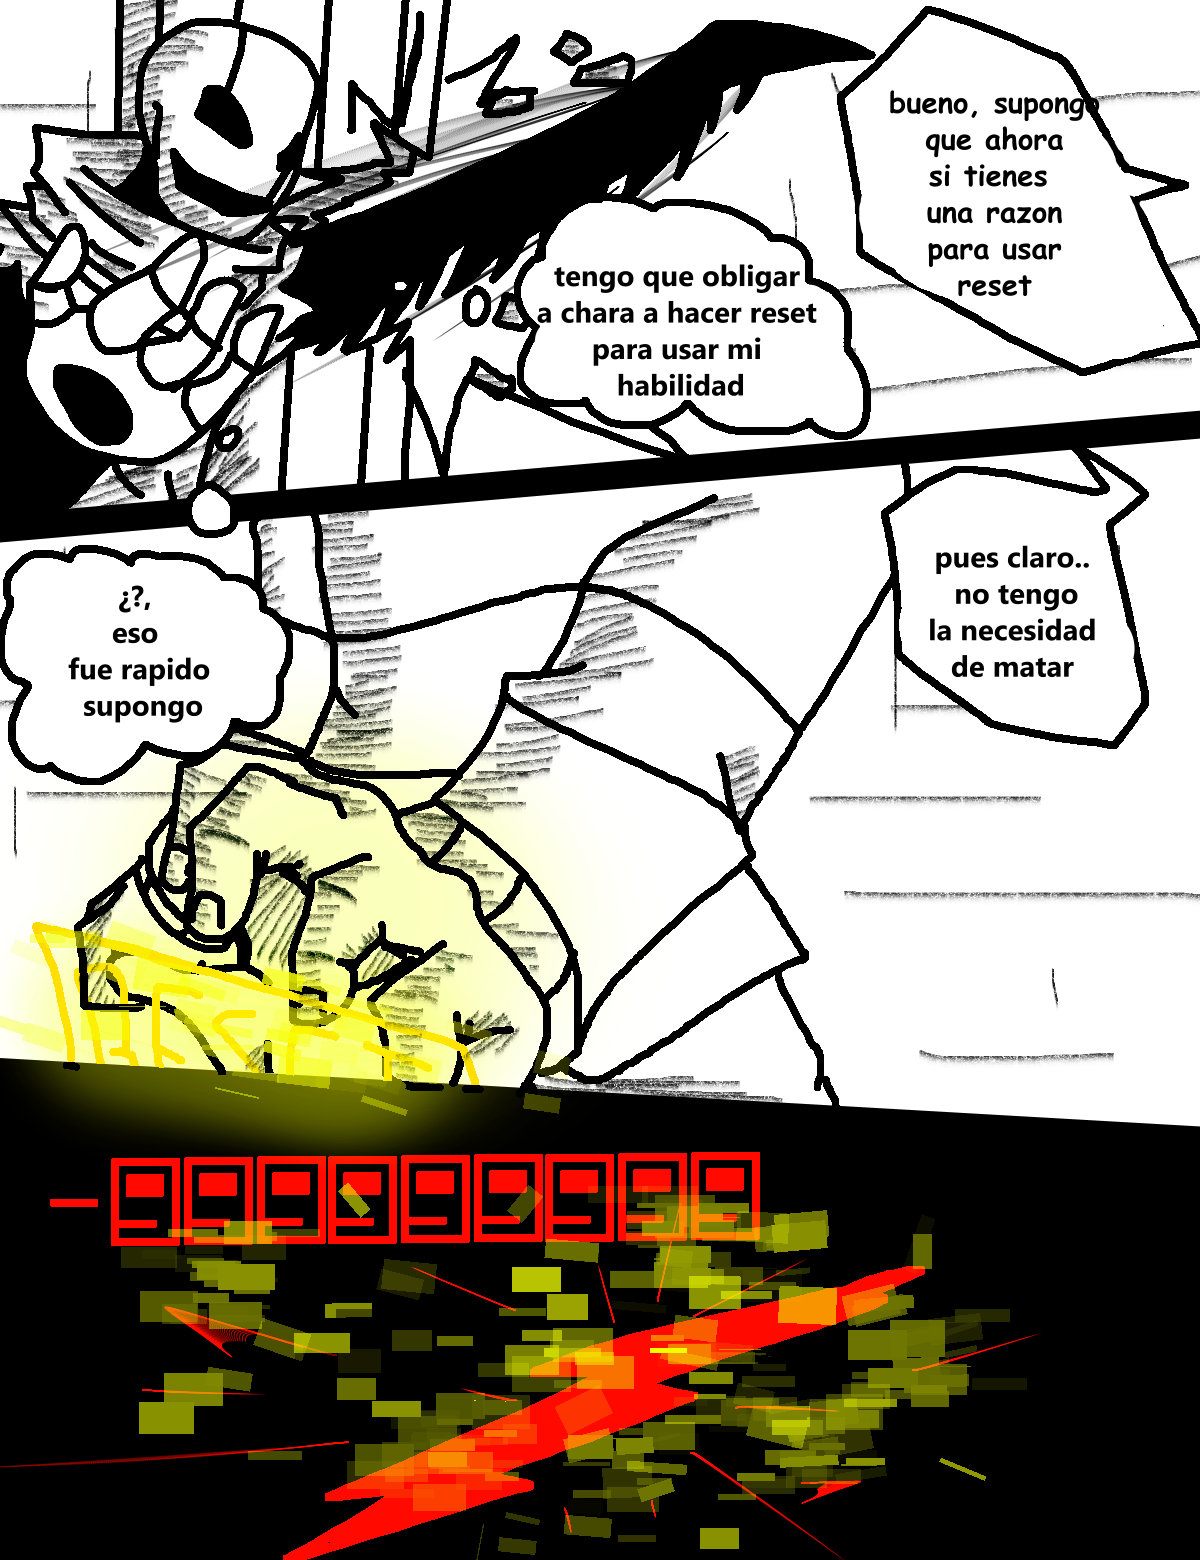 bueno, supongo
que ahora
si tienes
una razon
para usar
reset
tengo que obligar
a chara a hacer reset
para usar mi
habilidad
¿?,
eso
fue rapido
supongo
pues claro..
no tengo
la necesidad
de matar
-999999999